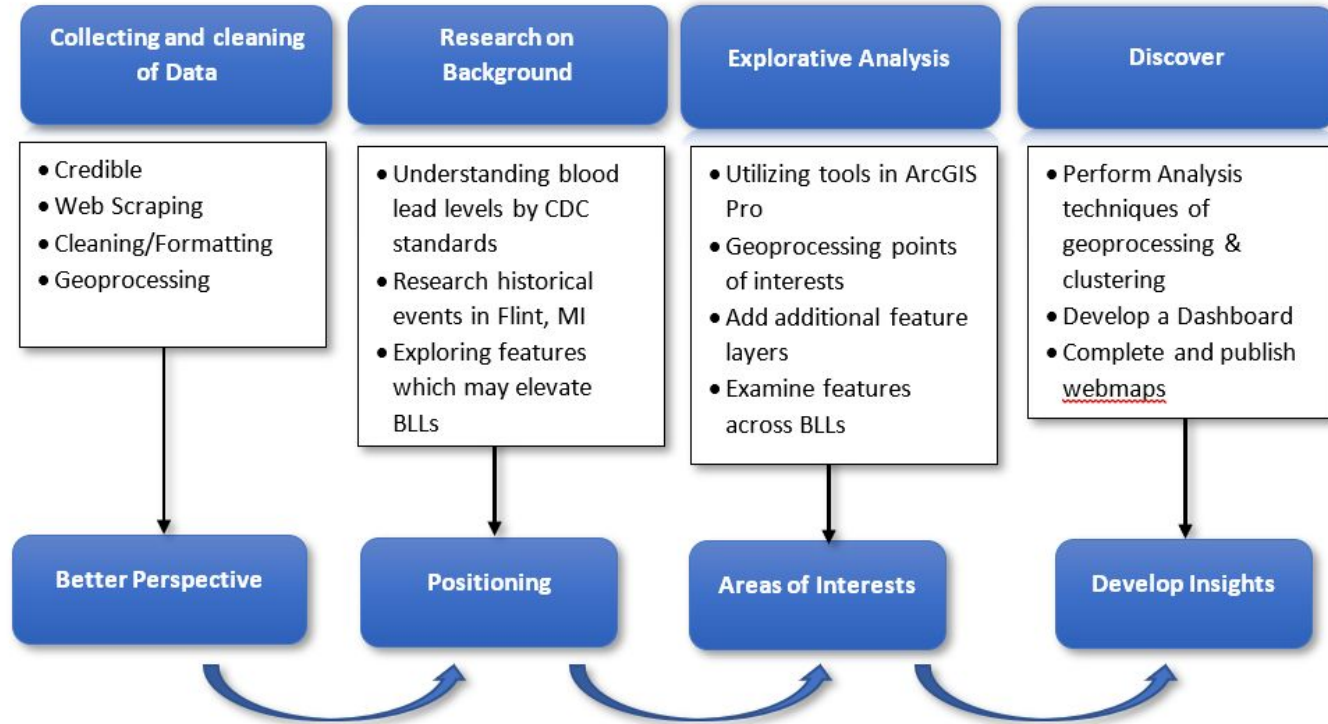 Collecting and cleaning
of Data
• Credible
• Web Scraping
• Cleaning/Formatting
• Geoprocessing
Better Perspective
Research on
Background
• Understanding blood
lead levels by CDC
standards
• Research historical
events in Flint, MI
• Exploring features
which may elevate
BLLs
Positioning
Explorative Analysis
• Utilizing tools in ArcGIS
Pro
• Geoprocessing points
of interests
• Add additional feature
layers
• Examine features
across BLLs
Areas of Interests
Discover
• Perform Analysis
techniques of
geoprocessing &
clustering
• Develop a Dashboard
• Complete and publish
webmaps
Develop Insights